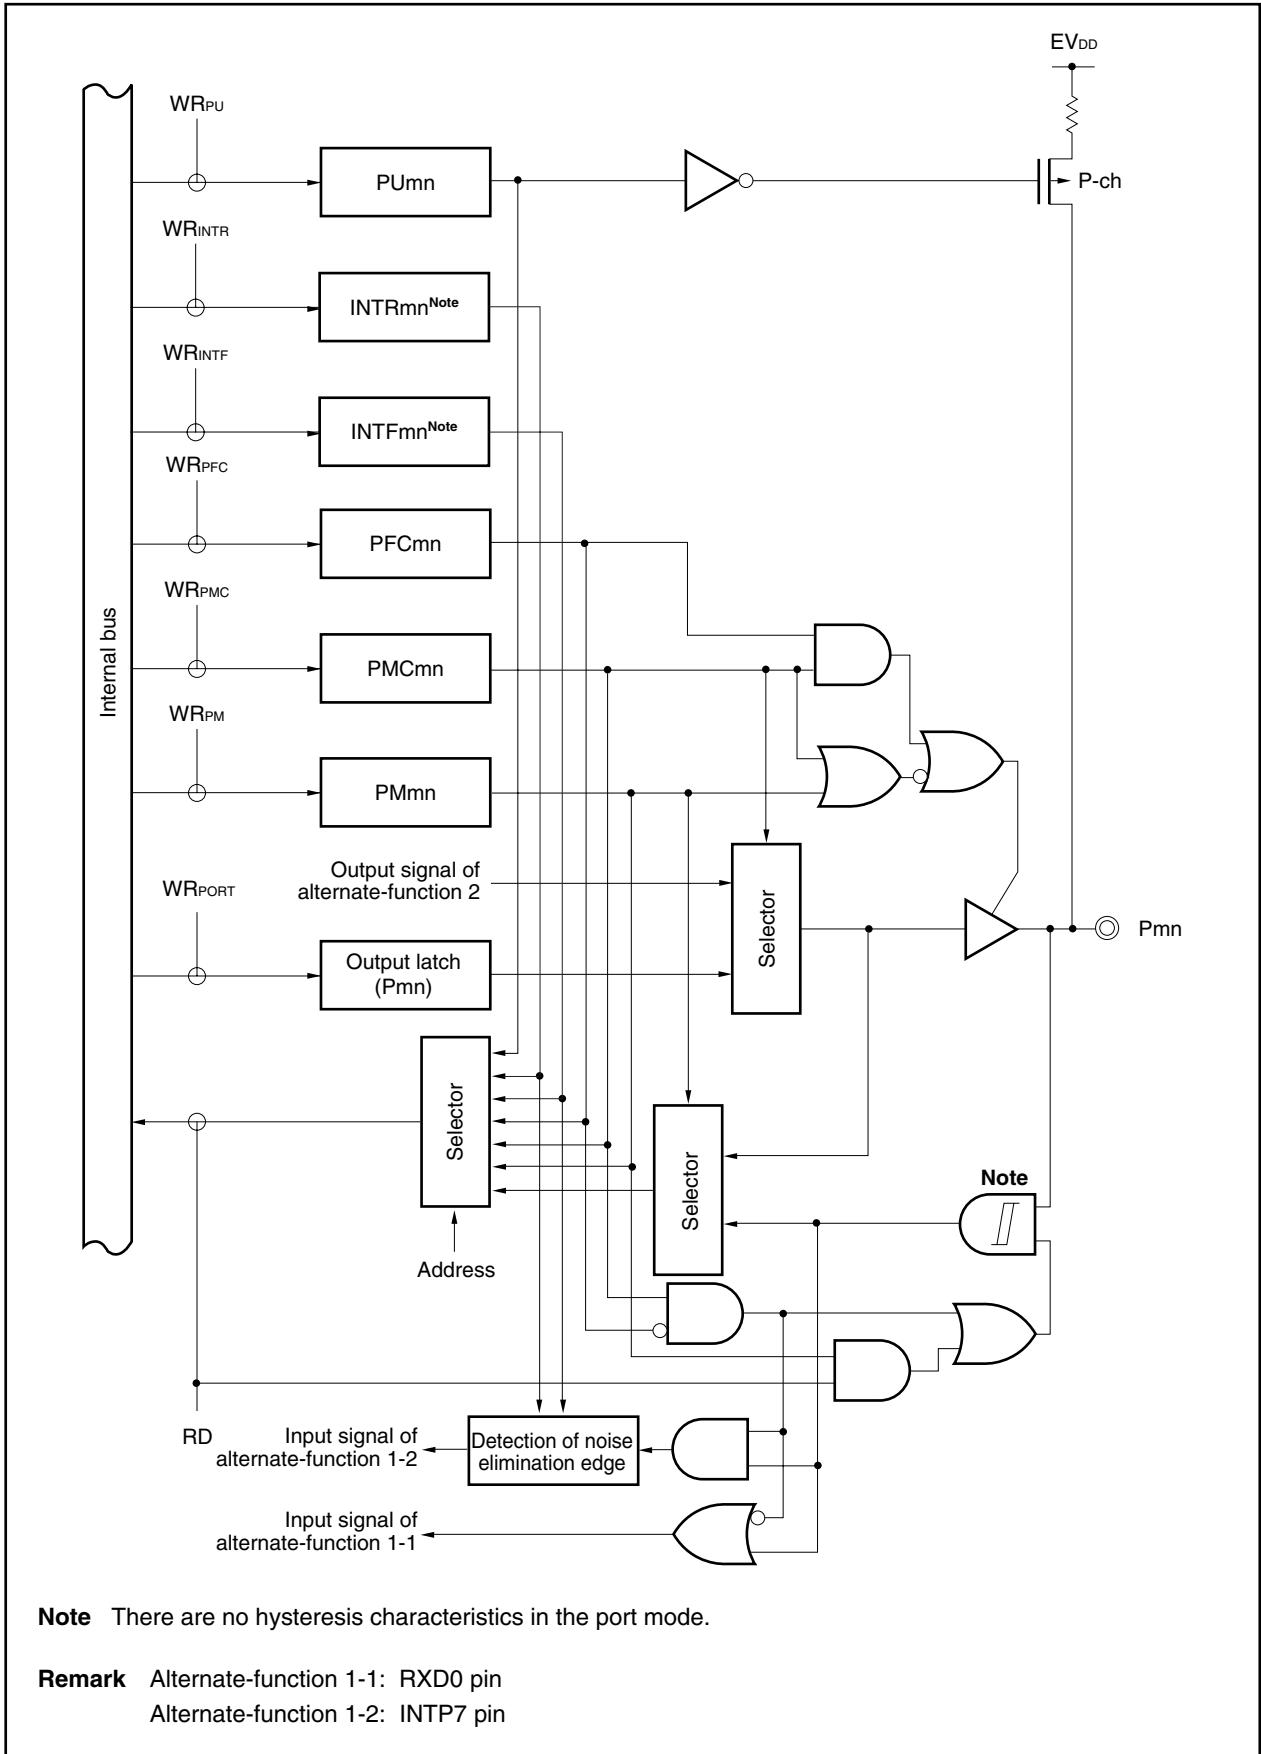 EVDD
WRPU
PUmn
P-ch
WRINTR
INTRmnNote
WRINTF
INTFmnNote
WRPFC
PFCmn
WRPMC
PMCmn
Internal bus
WRPM
PMmn
Output signal of
alternate-function 2
WRPORT
Selector
Pmn
Output latch
(Pmn)
Selector
Selector
Note
Address
RD
Input signal of
alternate-function 1-2
Detection of noise
elimination edge
Input signal of
alternate-function 1-1
Note There are no hysteresis characteristics in the port mode.
Remark Alternate-function 1-1: RXD0 pin
Alternate-function 1-2: INTP7 pin